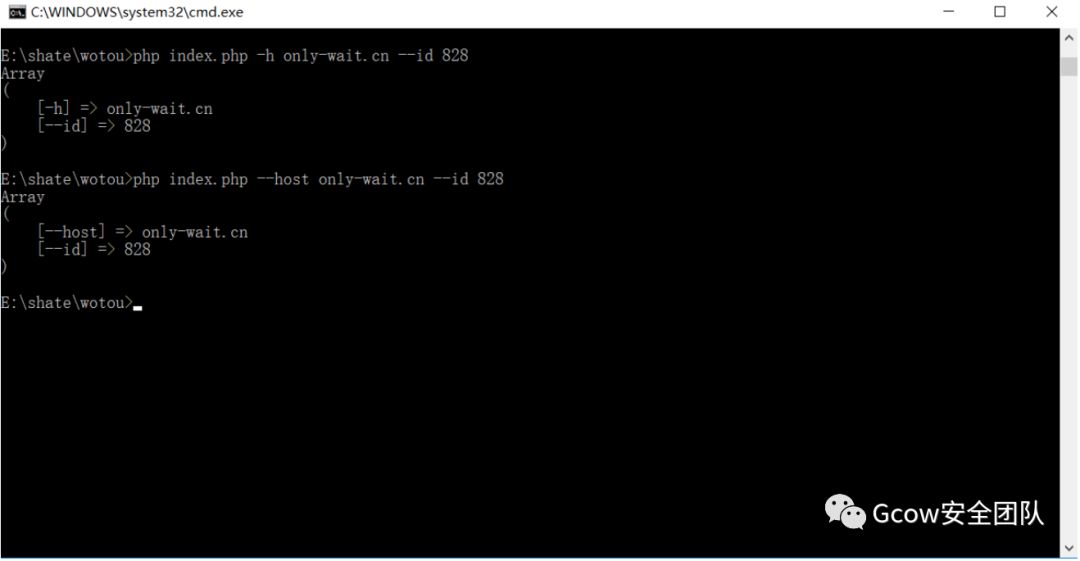 C:\WINDOWS\system32\cmd.exe
E:\shate\wotou>php index.php -h only-wait.cn --id 828
Array
(
    [-h] => only-wait.cn
    [--id] => 828
)
E:\shate\wotou>php index.php --host only-wait.cn --id 828
Array
(
    [--host] => only-wait.cn
    [--id] => 828
)
E:\shate\wotou>
Gcow安全团队